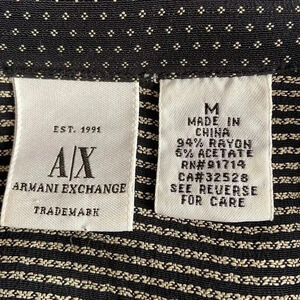 EST. 1991
A|X
ARMANI EXCHANGE
TRADEMARK
M
MADE IN
CHINA
94% RAYON
6% ACETATE
RN#91714
CA#32528
SEE REVERSE
FOR CARE